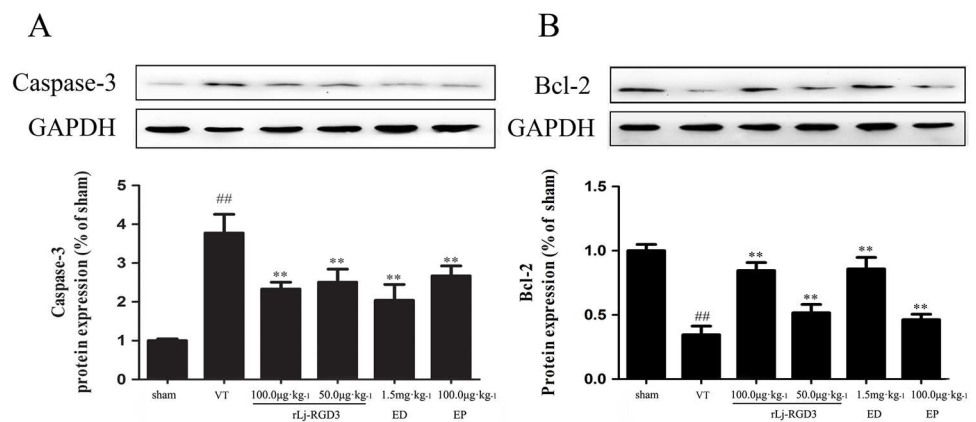 A
Caspase-3
GAPDH
Caspase-3
protein expression (% of sham)
5
4
3
2
1
0
##
**
**
**
**
sham
VT
100.0μg·kg-1
50.0μg·kg-1
1.5mg·kg-1
100.0μg·kg-1
rLj-RGD3
ED
EP
B
Bcl-2
GAPDH
Bcl-2
Protein expression (% of sham)
1.5
1.0
0.5
0.0
##
**
**
**
**
sham
VT
100.0μg·kg-1
50.0μg·kg-1
1.5mg·kg-1
100.0μg·kg-1
rLj-RGD3
ED
EP